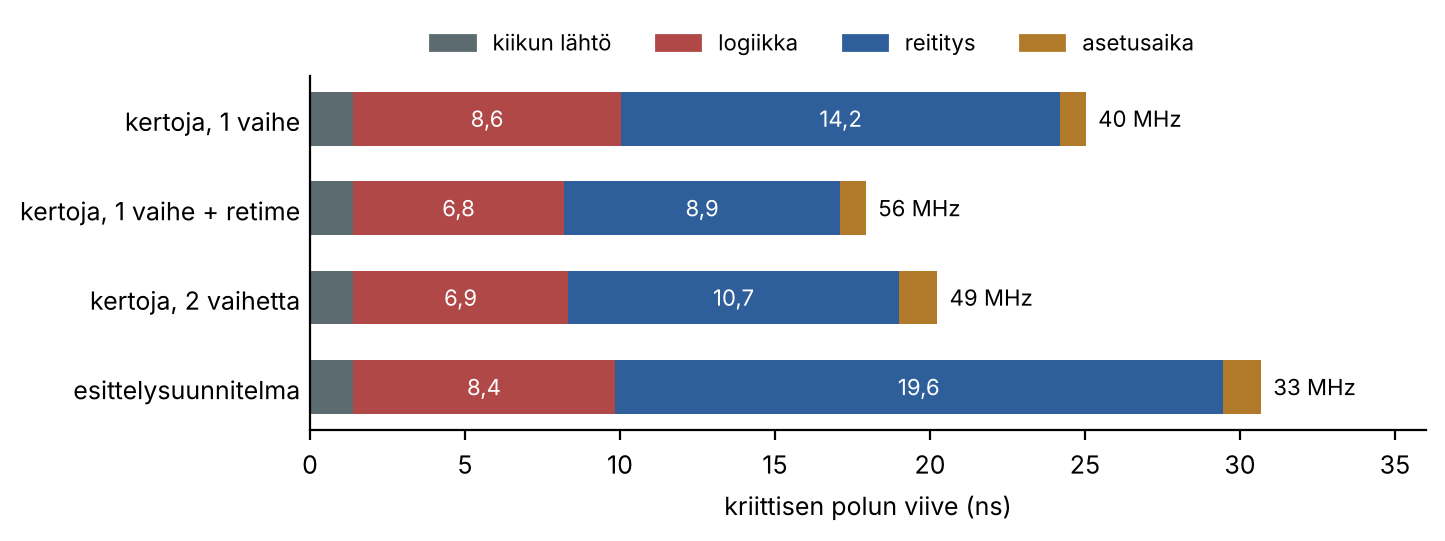 kiikun lähtö logiikka reititys asetusaika
kertoja, 1 vaihe 8,6 14,2 40 MHz
kertoja, 1 vaihe + retime 6,8 8,9 56 MHz
kertoja, 2 vaihetta 6,9 10,7 49 MHz
esittelysuunnitelma 8,4 19,6 33 MHz
0 5 10 15 20 25 30 35
kriittisen polun viive (ns)